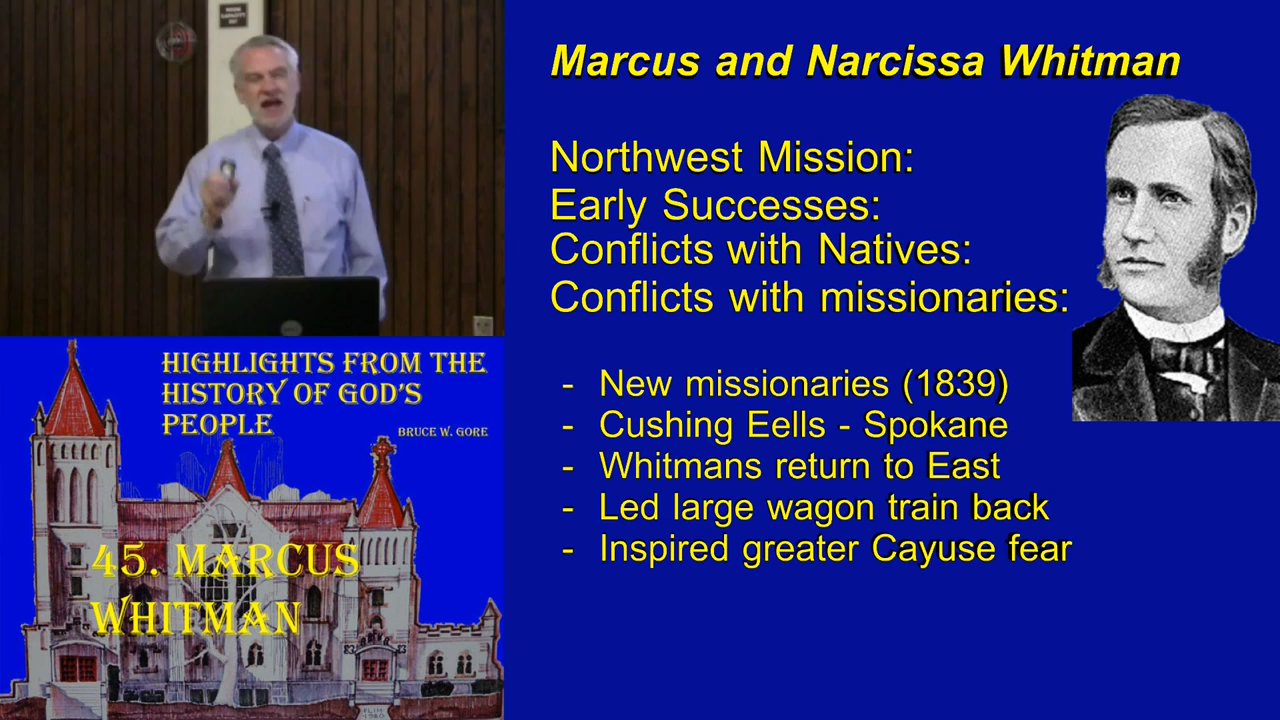 Marcus and Narcissa Whitman
Northwest Mission:
Early Successes:
Conflicts with Natives:
Conflicts with missionaries:
- New missionaries (1839)
- Cushing Eells - Spokane
- Whitmans return to East
- Led large wagon train back
- Inspired greater Cayuse fear
HIGHLIGHTS FROM THE
HISTORY OF GOD'S
PEOPLE
BRUCE W. GORE
45. MARCUS
WHITMAN